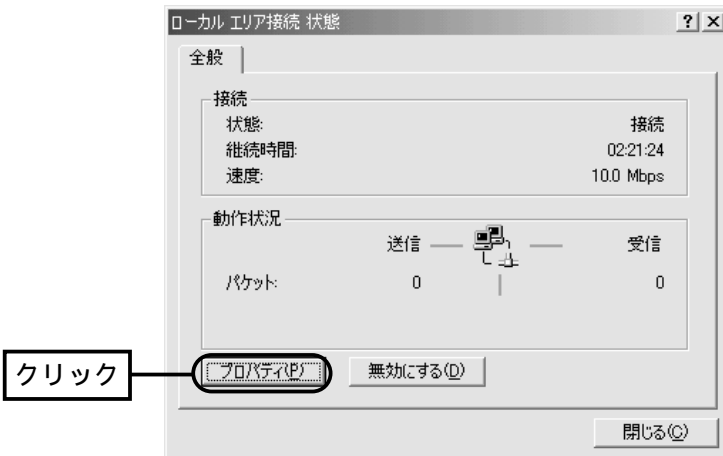 ローカル エリア接続 状態
全般
接続
状態: 接続
継続時間: 02:21:24
速度: 10.0 Mbps
動作状況
送信 受信
パケット: 0 0
クリック
プロパティ(P) 無効にする(D)
閉じる(C)